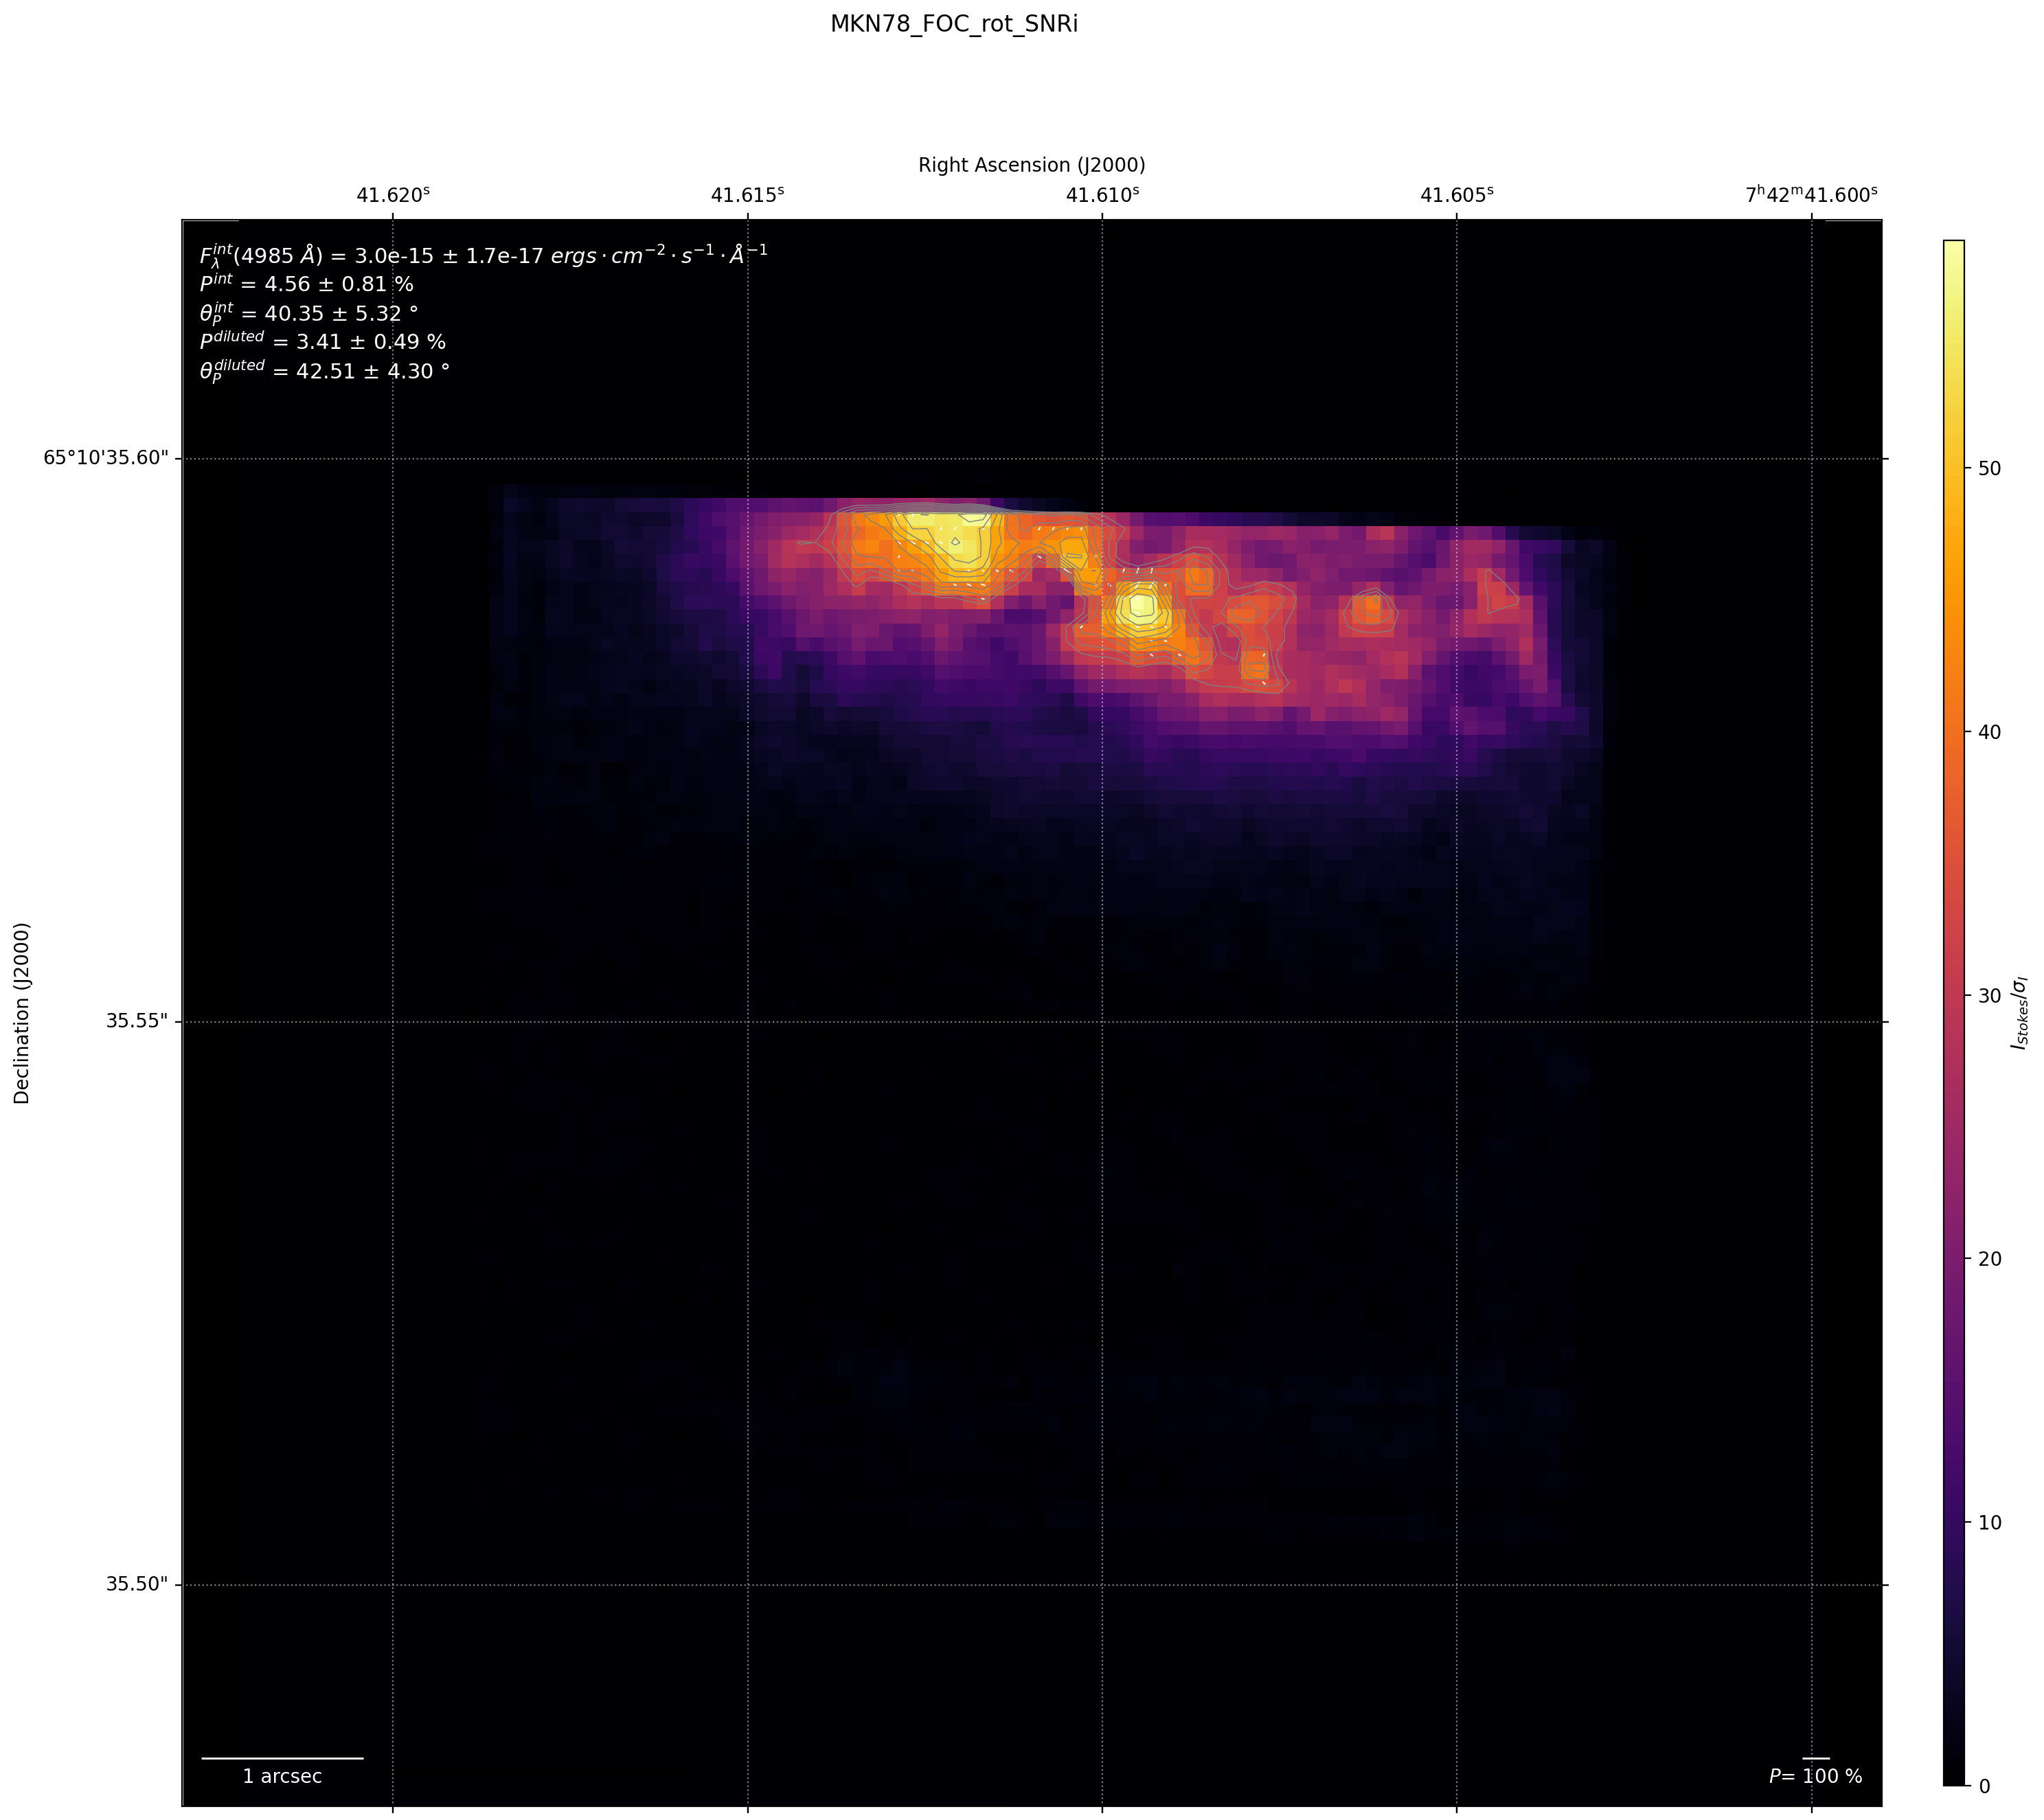 MKN78_FOC_rot_SNRi
Right Ascension (J2000)
41.620ˢ 41.615ˢ 41.610ˢ 41.605ˢ 7ʰ42ᵐ41.600ˢ
F_λ^int(4985 Å) = 3.0e-15 ± 1.7e-17 ergs · cm⁻² · s⁻¹ · Å⁻¹
P^int = 4.56 ± 0.81 %
θ_P^int = 40.35 ± 5.32 °
P^diluted = 3.41 ± 0.49 %
θ_P^diluted = 42.51 ± 4.30 °
65°10'35.60"
35.55"
35.50"
Declination (J2000)
1 arcsec
P= 100 %
50
40
30
20
10
0
I_Stokes/σ_I